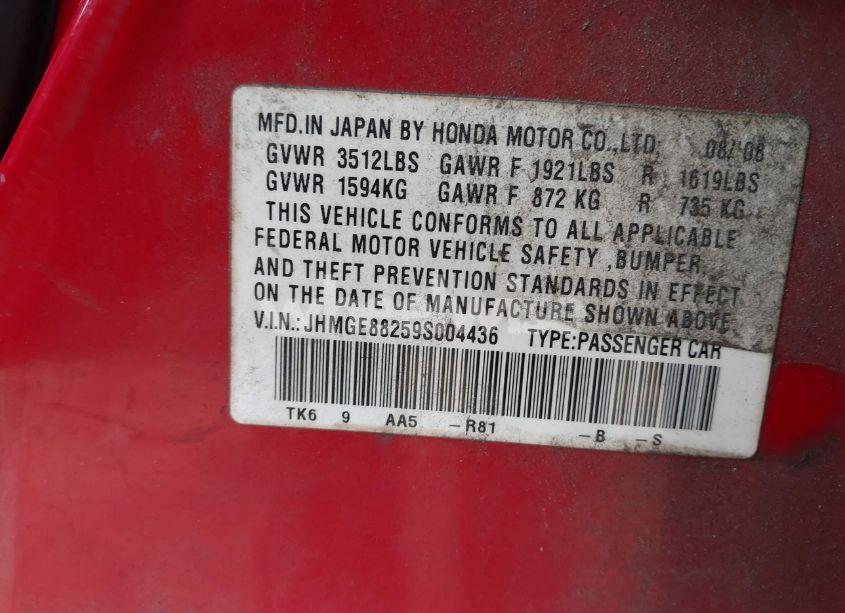 MFD.IN JAPAN BY HONDA MOTOR CO.,LTD. 08/'08
GVWR 3512LBS GAWR F 1921LBS R 1619LBS
GVWR 1594KG GAWR F 872 KG R 735 KG
THIS VEHICLE CONFORMS TO ALL APPLICABLE
FEDERAL MOTOR VEHICLE SAFETY ,BUMPER,
AND THEFT PREVENTION STANDARDS IN EFFECT
ON THE DATE OF MANUFACTURE SHOWN ABOVE.
V.I.N.: JHMGE88259S004436 TYPE:PASSENGER CAR
TK6 9 AA5 -R81 -B -S